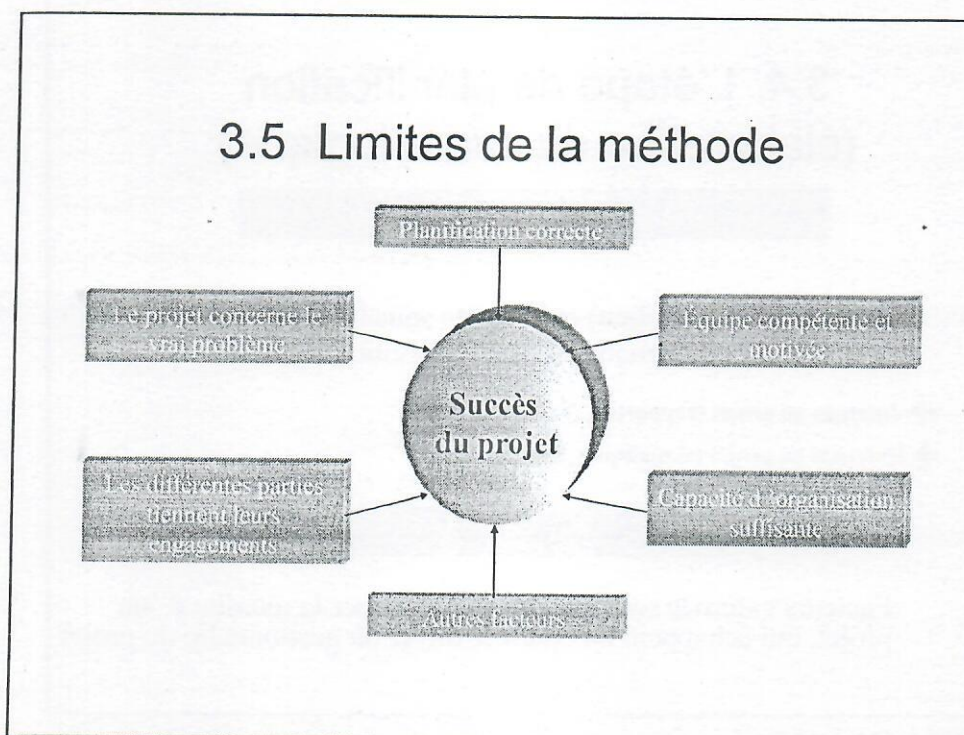 3.5 Limites de la méthode
Planification correcte
Le projet concerne le
vrai problème
Équipe compétente et
motivée
Succès
du projet
Les différentes parties
tiennent leurs
engagements
Capacité d'organisation
suffisante
Autres facteurs